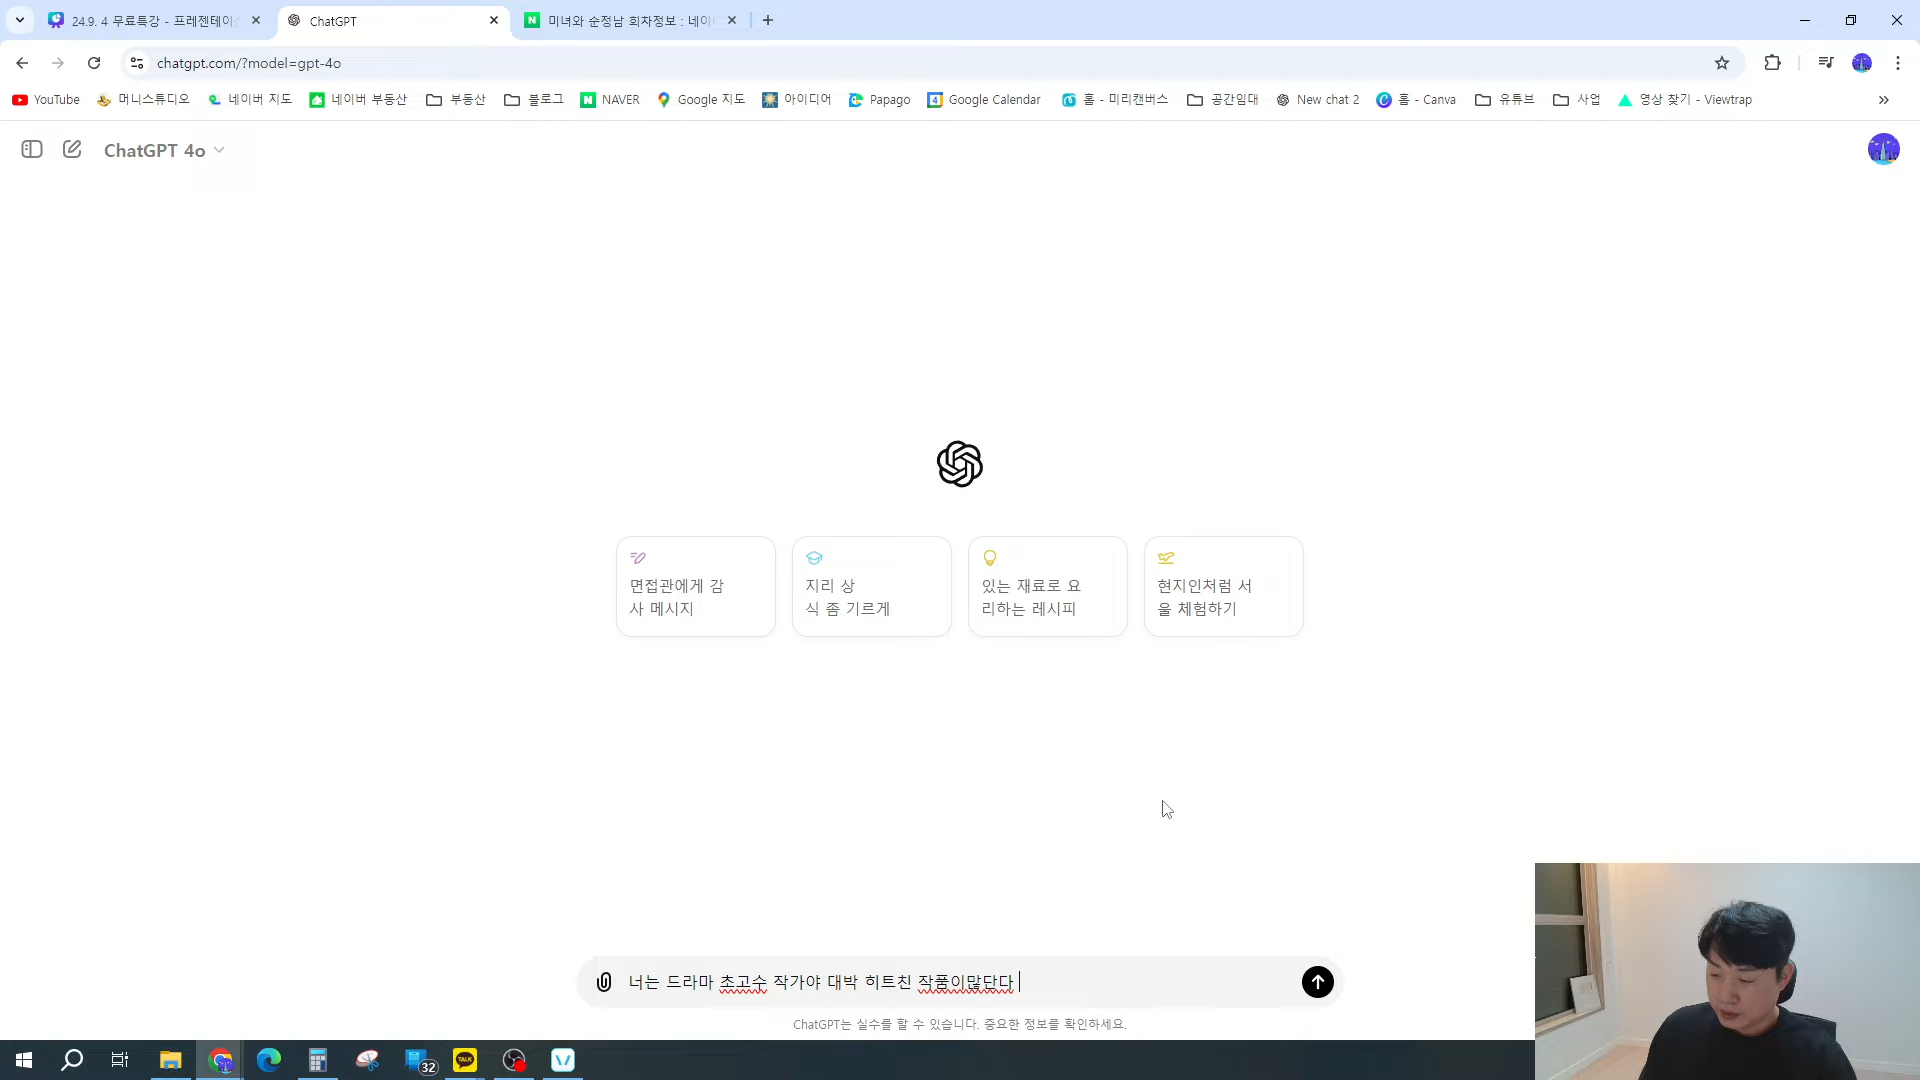 24.9. 4 무료특강 - 프레젠테이
ChatGPT
미녀와 순정남 회차정보 : 네이
chatgpt.com/?model=gpt-4o
YouTube
머니스튜디오
네이버 지도
네이버 부동산
부동산
블로그
NAVER
Google 지도
아이디어
Papago
Google Calendar
홈 - 미리캔버스
공간임대
New chat 2
홈 - Canva
유튜브
사업
영상 찾기 - Viewtrap
ChatGPT 4o
면접관에게 감
사 메시지
지리 상
식 좀 기르게
있는 재료로 요
리하는 레시피
현지인처럼 서
울 체험하기
너는 드라마 초고수 작가야 대박 히트친 작품이많단다
ChatGPT는 실수를 할 수 있습니다. 중요한 정보를 확인하세요.
32
TALK